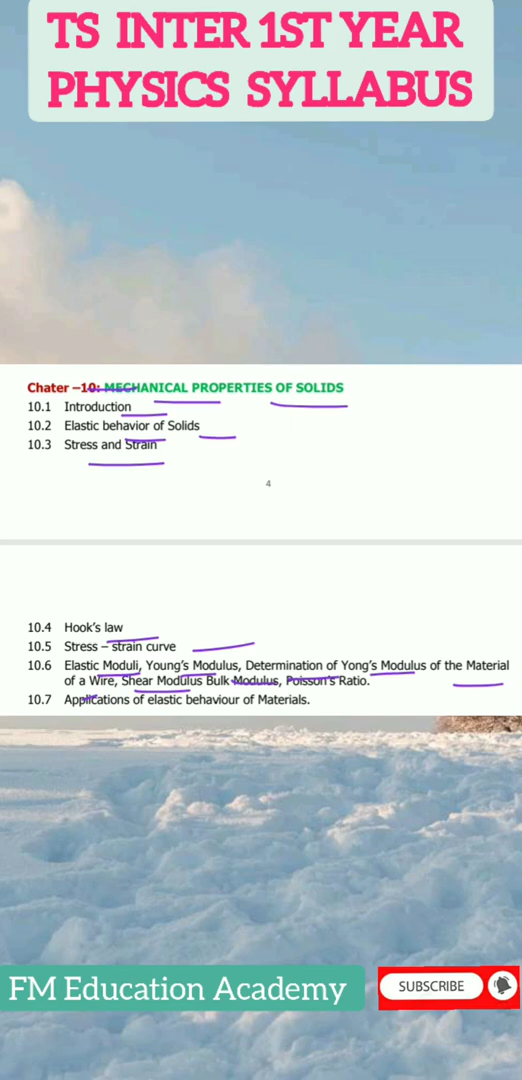 TS INTER 1ST YEAR
PHYSICS SYLLABUS
Chater –10: MECHANICAL PROPERTIES OF SOLIDS
10.1 Introduction
10.2 Elastic behavior of Solids
10.3 Stress and Strain
4
10.4 Hook's law
10.5 Stress – strain curve
10.6 Elastic Moduli, Young's Modulus, Determination of Yong's Modulus of the Material
of a Wire, Shear Modulus Bulk Modulus, Poisson's Ratio.
10.7 Applications of elastic behaviour of Materials.
FM Education Academy
SUBSCRIBE